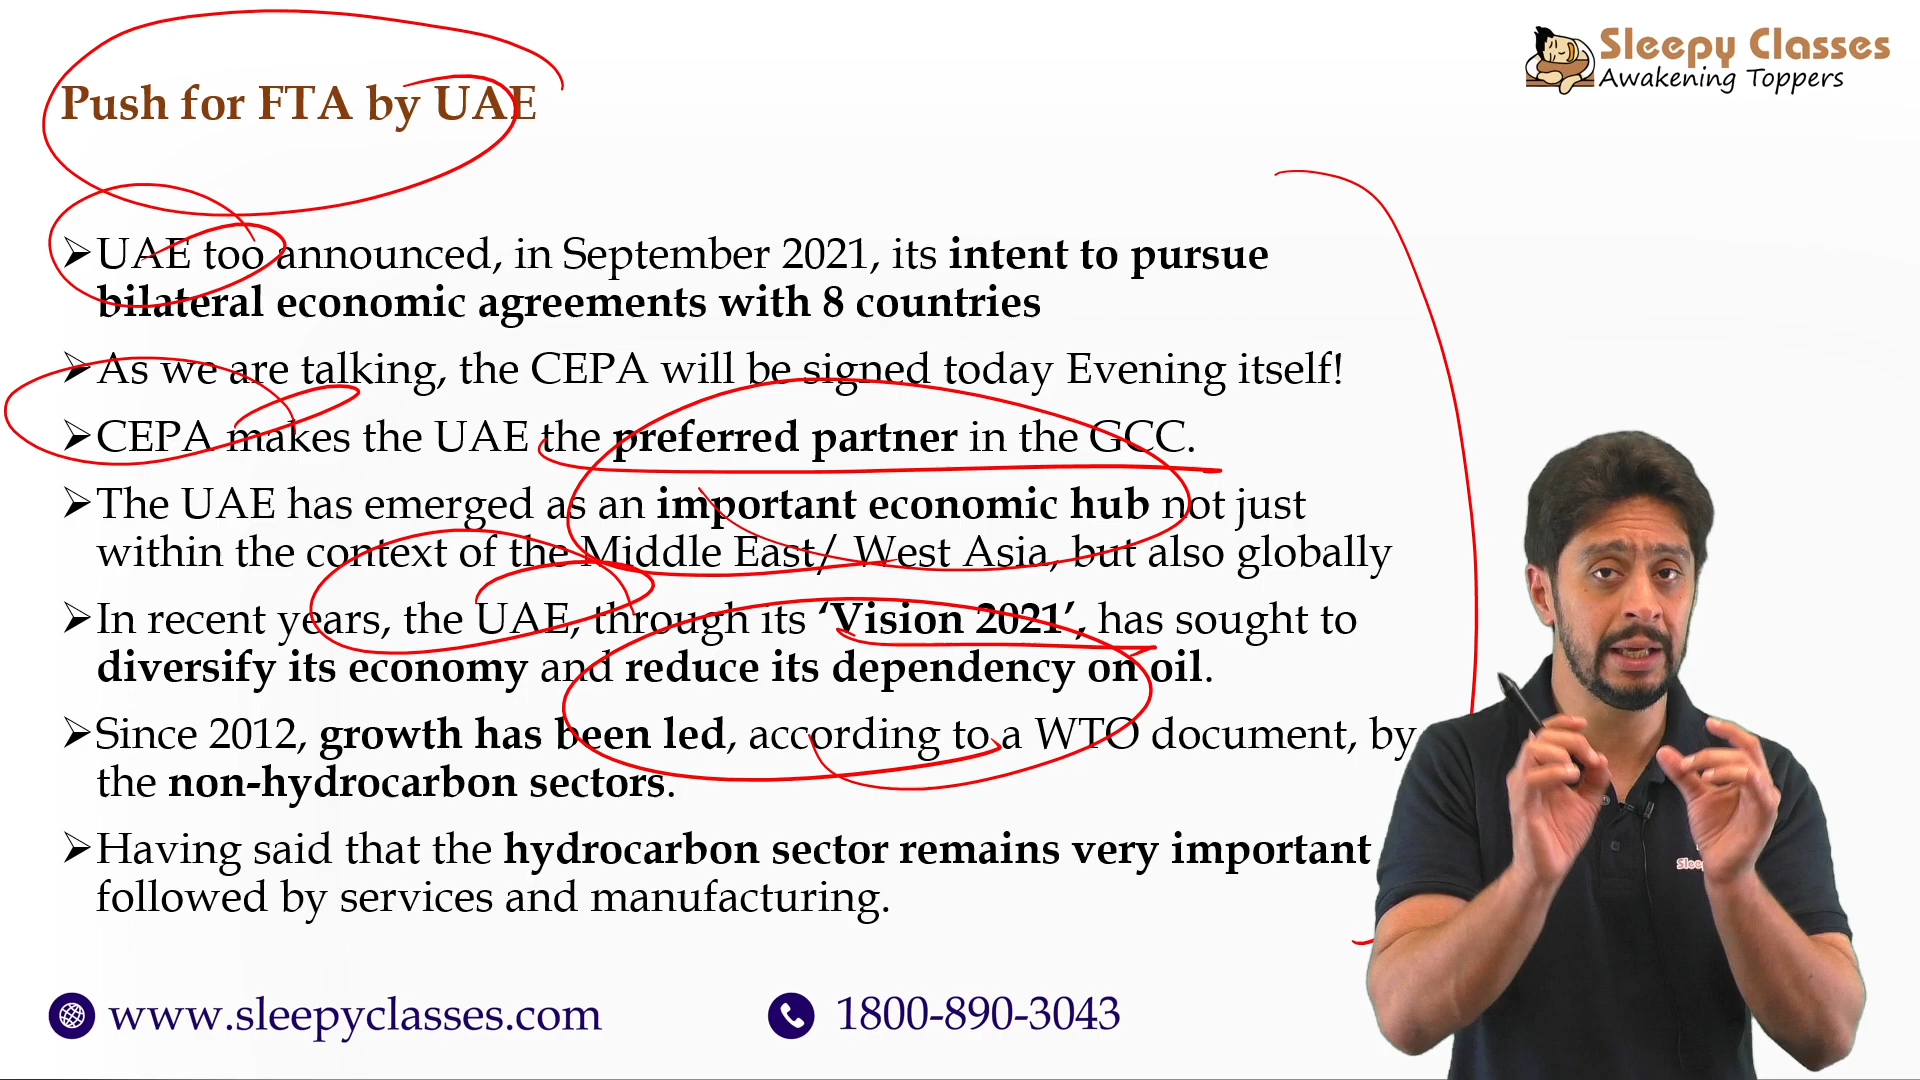 Sleepy Classes
Awakening Toppers
Push for FTA by UAE
➢UAE too announced, in September 2021, its intent to pursue
bilateral economic agreements with 8 countries
➢As we are talking, the CEPA will be signed today Evening itself!
➢CEPA makes the UAE the preferred partner in the GCC.
➢The UAE has emerged as an important economic hub not just
within the context of the Middle East/ West Asia, but also globally
➢In recent years, the UAE, through its ‘Vision 2021’, has sought to
diversify its economy and reduce its dependency on oil.
➢Since 2012, growth has been led, according to a WTO document, by
the non-hydrocarbon sectors.
➢Having said that the hydrocarbon sector remains very important
followed by services and manufacturing.
www.sleepyclasses.com
1800-890-3043